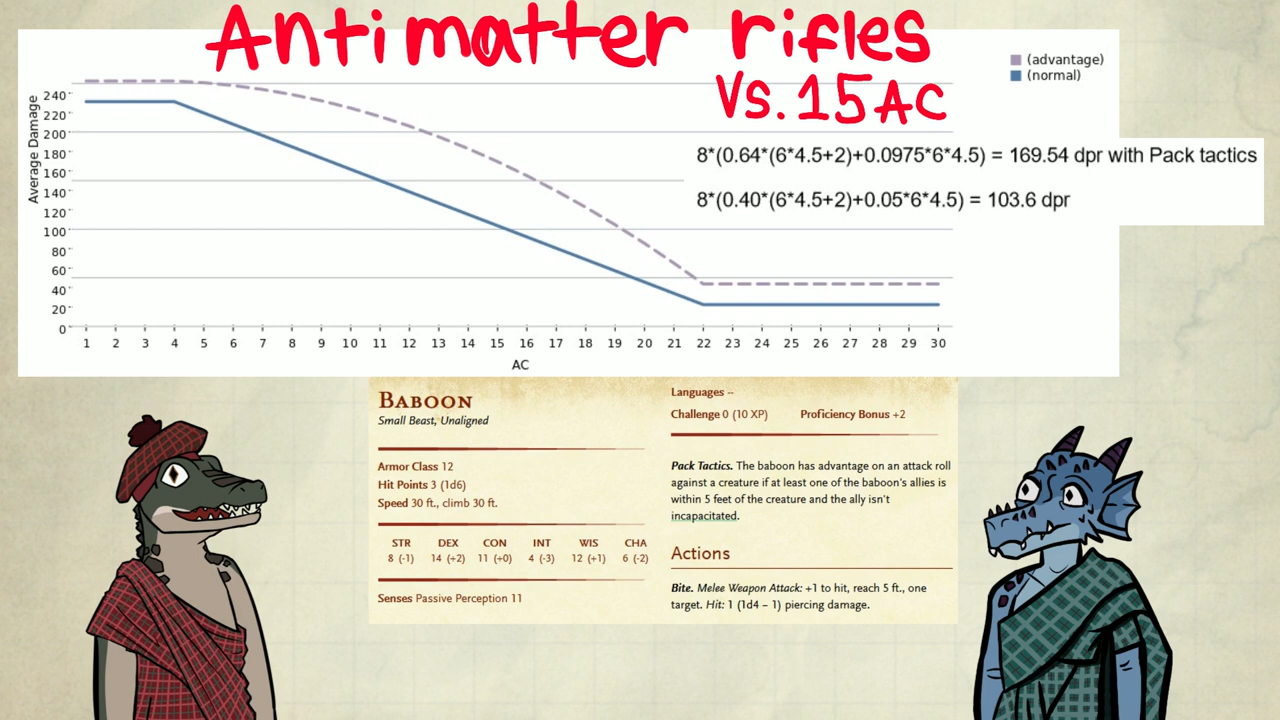 Antimatter rifles
Vs. 15 AC
(advantage)
(normal)
8*(0.64*(6*4.5+2)+0.0975*6*4.5) = 169.54 dpr with Pack tactics
8*(0.40*(6*4.5+2)+0.05*6*4.5) = 103.6 dpr
Average Damage
240
220
200
180
160
140
120
100
80
60
40
20
0
1 2 3 4 5 6 7 8 9 10 11 12 13 14 15 16 17 18 19 20 21 22 23 24 25 26 27 28 29 30
AC
BABOON
Small Beast, Unaligned
Armor Class 12
Hit Points 3 (1d6)
Speed 30 ft., climb 30 ft.
STR DEX CON INT WIS CHA
8 (-1) 14 (+2) 11 (+0) 4 (-3) 12 (+1) 6 (-2)
Senses Passive Perception 11
Languages --
Challenge 0 (10 XP) Proficiency Bonus +2
Pack Tactics. The baboon has advantage on an attack roll
against a creature if at least one of the baboon's allies is
within 5 feet of the creature and the ally isn't
incapacitated.
Actions
Bite. Melee Weapon Attack: +1 to hit, reach 5 ft., one
target. Hit: 1 (1d4 – 1) piercing damage.